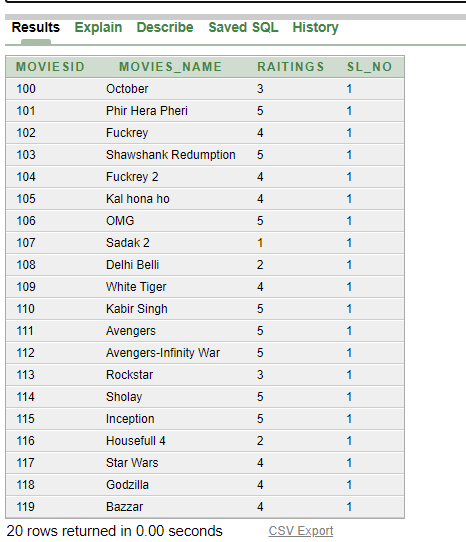 Results Explain Describe Saved SQL History
MOVIESID MOVIES_NAME RAITINGS SL_NO
100 October 3 1
101 Phir Hera Pheri 5 1
102 Fuckrey 4 1
103 Shawshank Redumption 5 1
104 Fuckrey 2 4 1
105 Kal hona ho 4 1
106 OMG 5 1
107 Sadak 2 1 1
108 Delhi Belli 2 1
109 White Tiger 4 1
110 Kabir Singh 5 1
111 Avengers 5 1
112 Avengers-Infinity War 5 1
113 Rockstar 3 1
114 Sholay 5 1
115 Inception 5 1
116 Housefull 4 2 1
117 Star Wars 4 1
118 Godzilla 4 1
119 Bazzar 4 1
20 rows returned in 0.00 seconds CSV Export